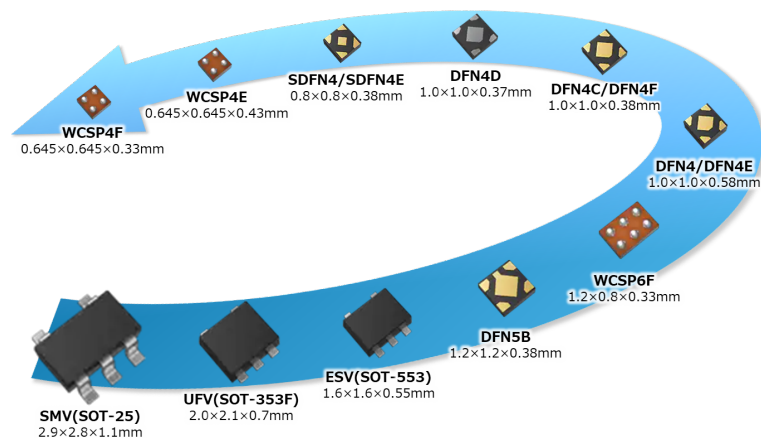 SDFN4/SDFN4E
0.8×0.8×0.38mm
DFN4D
1.0×1.0×0.37mm
DFN4C/DFN4F
1.0×1.0×0.38mm
WCSP4E
0.645×0.645×0.43mm
WCSP4F
0.645×0.645×0.33mm
DFN4/DFN4E
1.0×1.0×0.58mm
WCSP6F
1.2×0.8×0.33mm
DFN5B
1.2×1.2×0.38mm
ESV(SOT-553)
1.6×1.6×0.55mm
UFV(SOT-353F)
2.0×2.1×0.7mm
SMV(SOT-25)
2.9×2.8×1.1mm